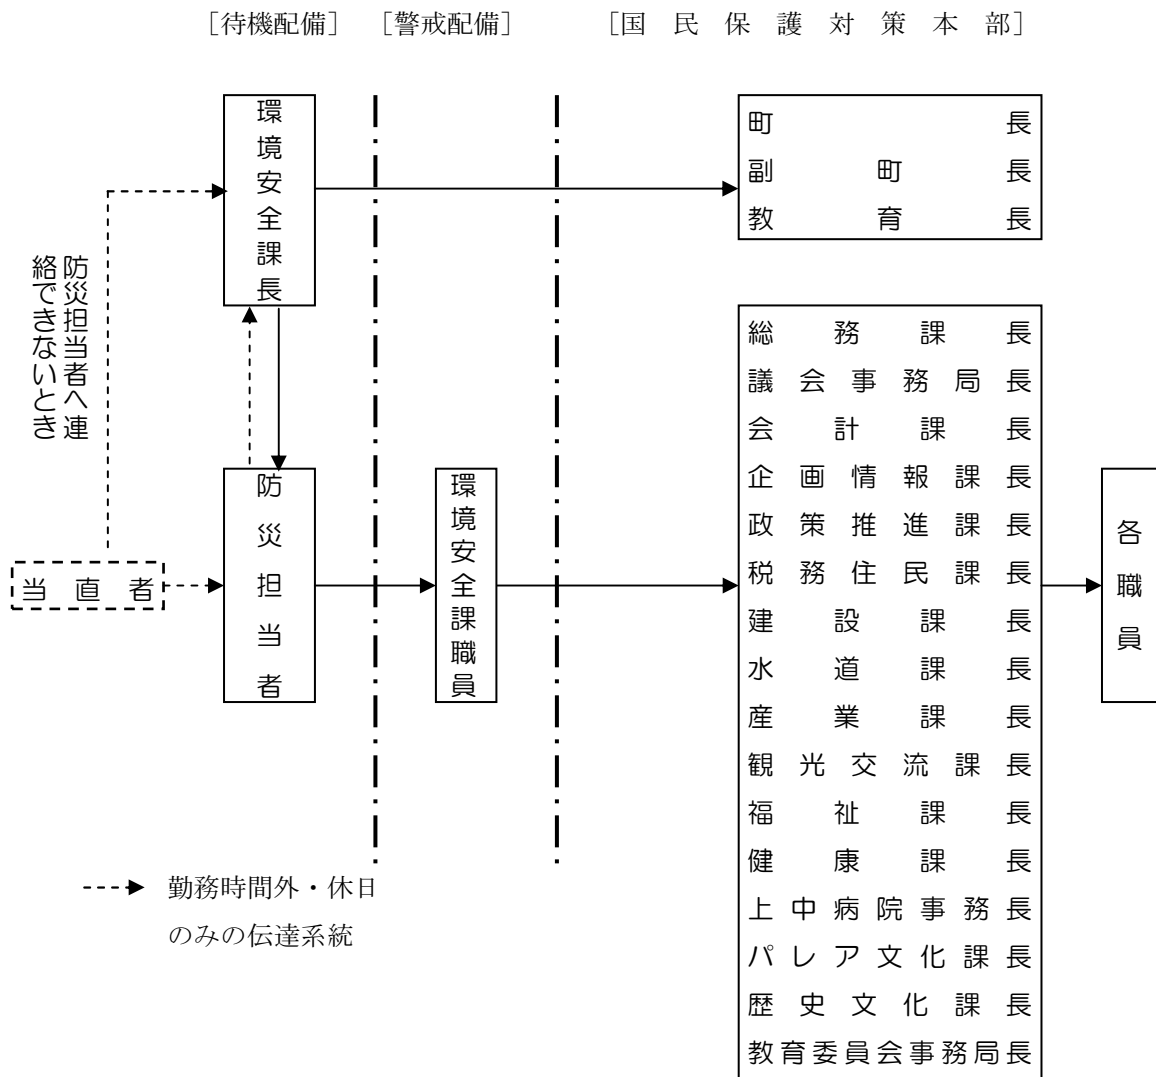 ［待機配備］ ［警戒配備］ ［国民保護対策本部］
環境安全課長
町長
副町長
教育長
防災担当者へ連
絡できないとき
総務課長
議会事務局長
会計課長
企画情報課長
政策推進課長
税務住民課長
建設課長
水道課長
産業課長
観光交流課長
福祉課長
健康課長
上中病院事務長
パレア文化課長
歴史文化課長
教育委員会事務局長
当直者
防災担当者
環境安全課職員
各職員
勤務時間外・休日
のみの伝達系統